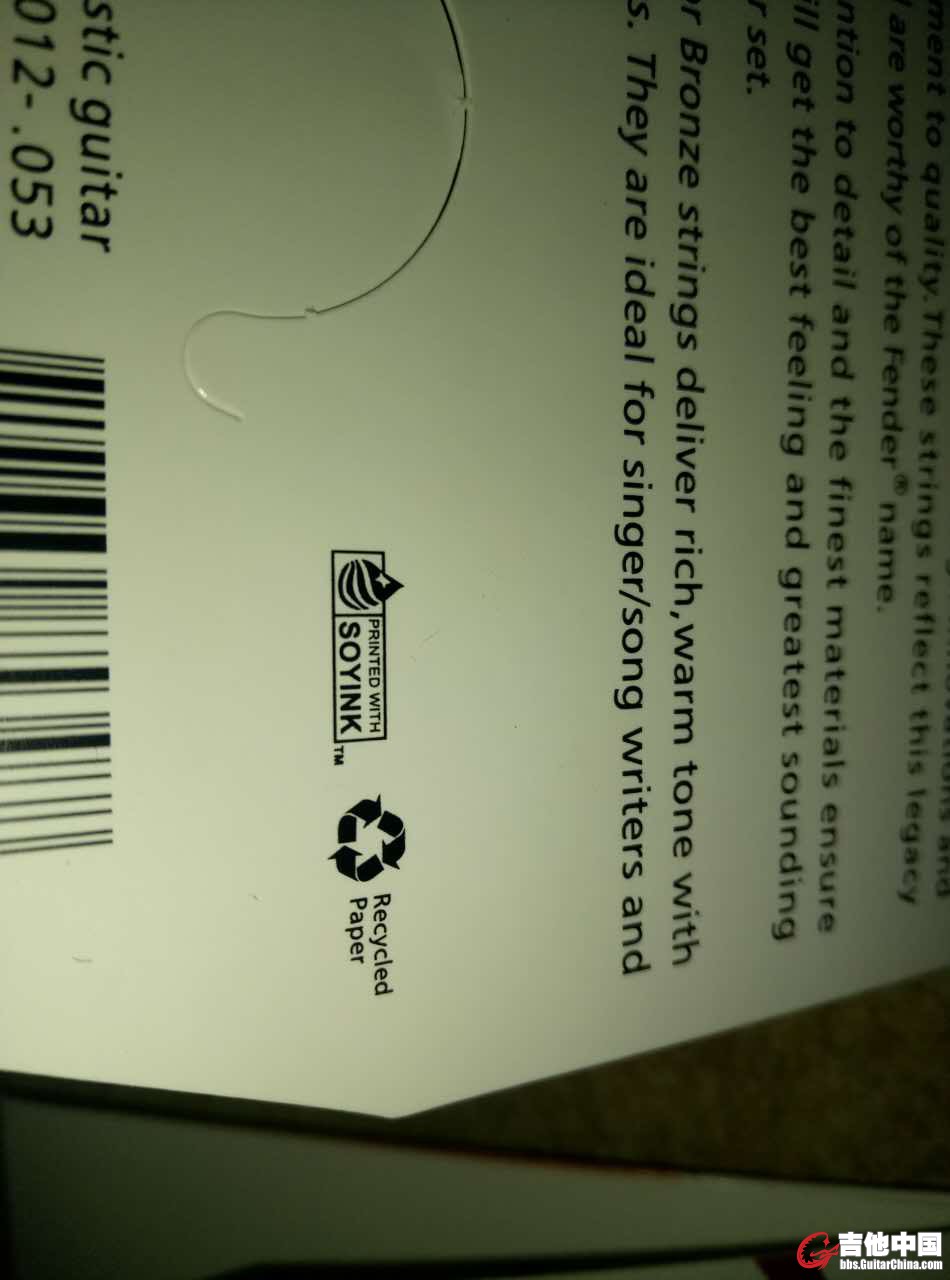 ment to quality. These strings reflect this legacy
are worthy of the Fender® name.
ntion to detail and the finest materials ensure
ill get the best feeling and greatest sounding
r set.
or Bronze strings deliver rich, warm tone with
s. They are ideal for singer/song writers and
PRINTED WITH
SOYINK™
Recycled
Paper
stic guitar
012-.053
吉他中国
bbs.GuitarChina.com